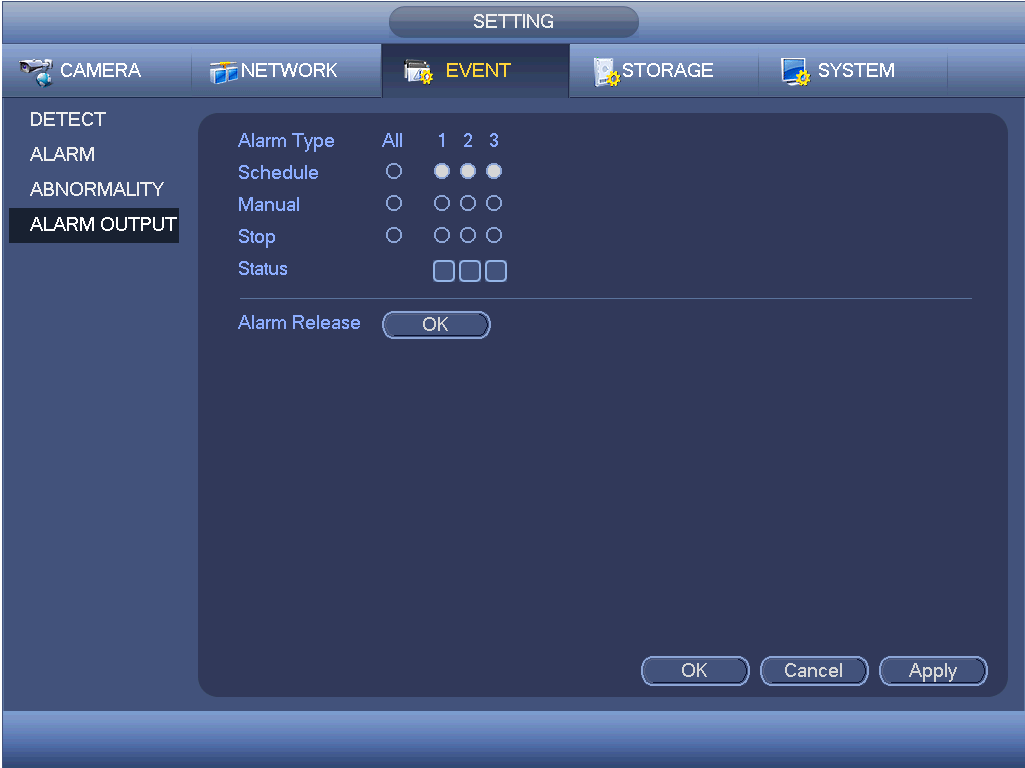 SETTING
CAMERA NETWORK EVENT STORAGE SYSTEM
DETECT
ALARM
ABNORMALITY
ALARM OUTPUT
Alarm Type All 1 2 3
Schedule
Manual
Stop
Status
Alarm Release OK
OK Cancel Apply